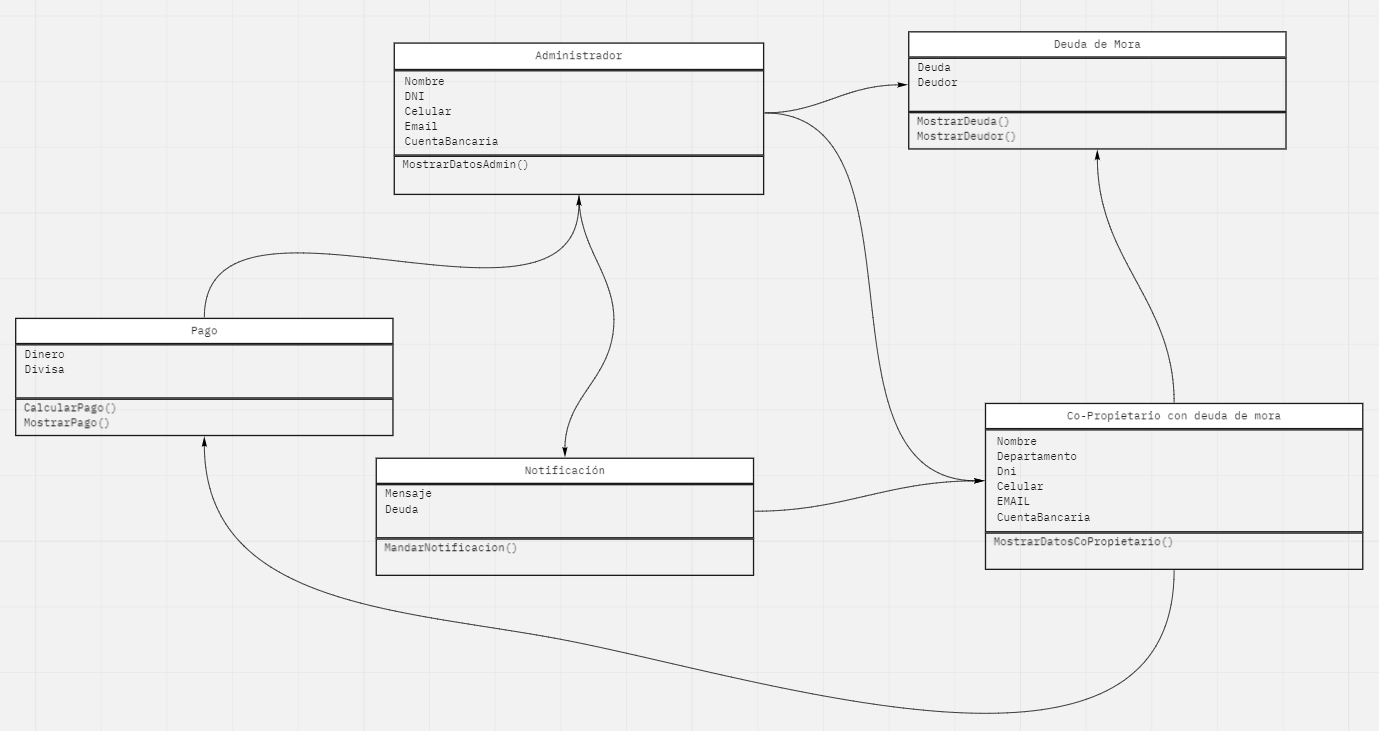 Administrador
Nombre
DNI
Celular
Email
CuentaBancaria
MostrarDatosAdmin()
Deuda de Mora
Deuda
Deudor
MostrarDeuda()
MostrarDeudor()
Pago
Dinero
Divisa
CalcularPago()
MostrarPago()
Notificación
Mensaje
Deuda
MandarNotificacion()
Co-Propietario con deuda de mora
Nombre
Departamento
Dni
Celular
EMAIL
CuentaBancaria
MostrarDatosCoPropietario()